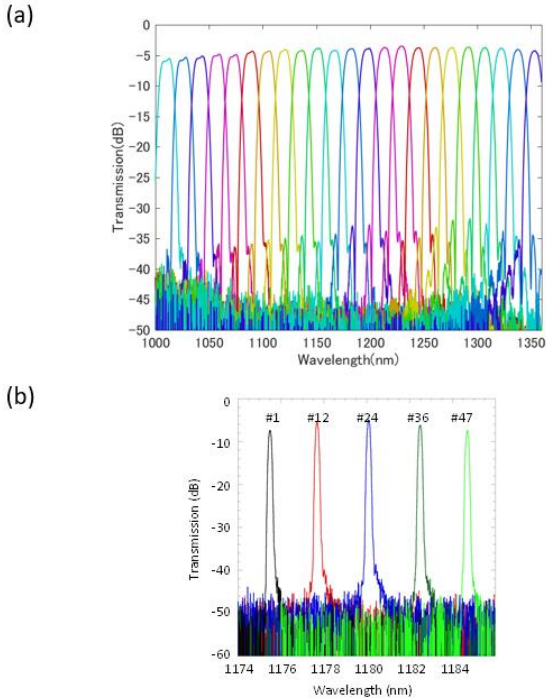 (a)
Transmission(dB)
0
-5
-10
-15
-20
-25
-30
-35
-40
-45
-50
1000 1050 1100 1150 1200 1250 1300 1350
Wavelength(nm)
(b)
Transmission (dB)
0
-10
-20
-30
-40
-50
-60
#1 #12 #24 #36 #47
1174 1176 1178 1180 1182 1184
Wavelength (nm)